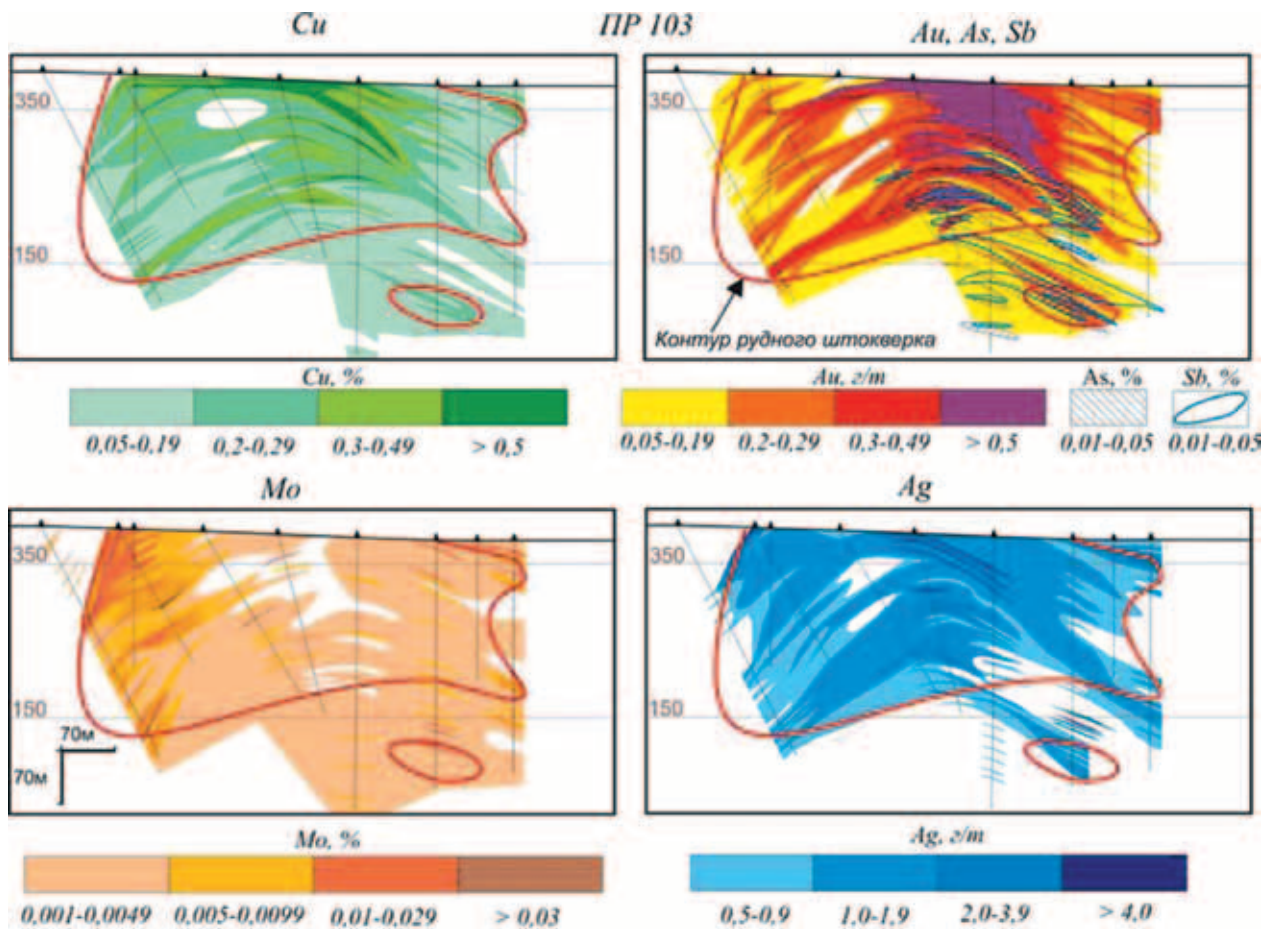 Cu
ПР 103
Au, As, Sb
350
150
350
150
Контур рудного штокверка
Cu, %
0,05-0,19 0,2-0,29 0,3-0,49 > 0,5
Au, г/т
0,05-0,19 0,2-0,29 0,3-0,49 > 0,5
As, %
0,01-0,05
Sb, %
0,01-0,05
Mo
Ag
350
150
70м
70м
350
150
Mo, %
0,001-0,0049 0,005-0,0099 0,01-0,029 > 0,03
Ag, г/т
0,5-0,9 1,0-1,9 2,0-3,9 > 4,0